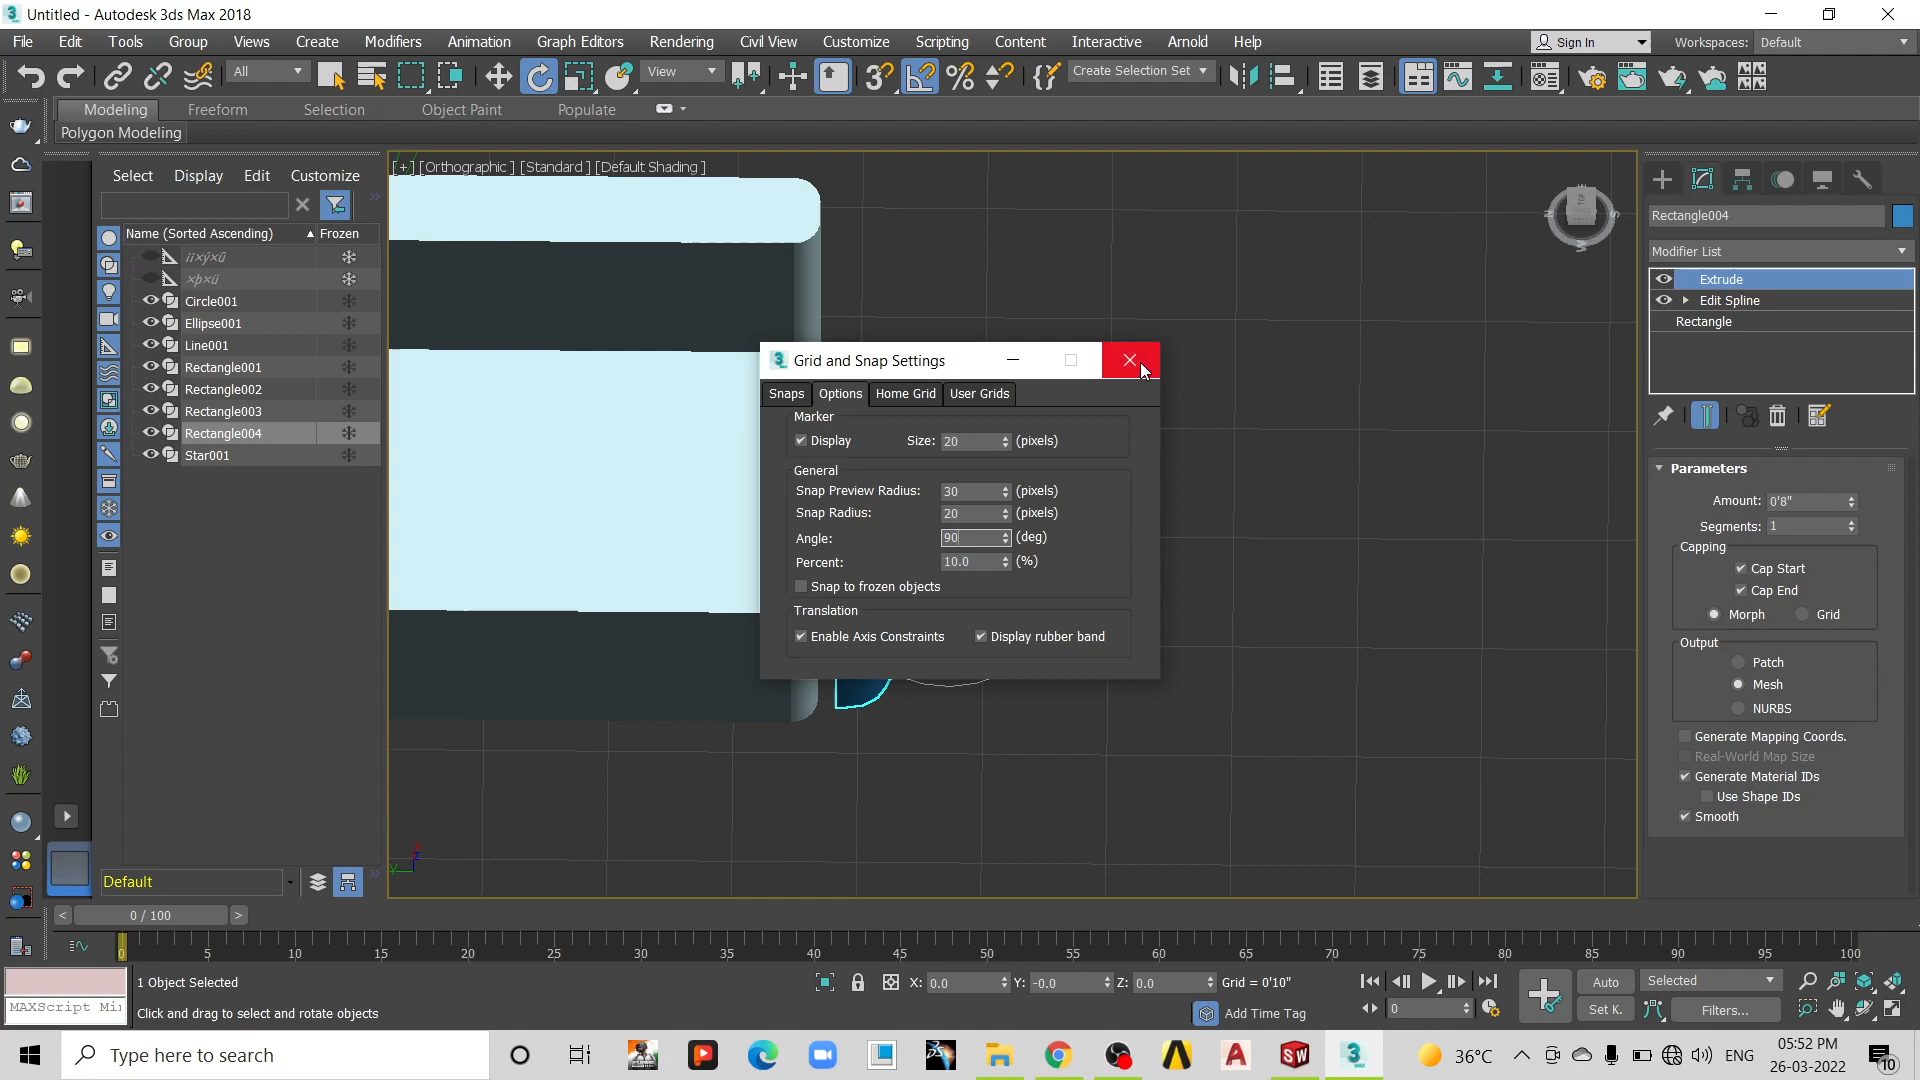 Untitled - Autodesk 3ds Max 2018
File Edit Tools Group Views Create Modifiers Animation Graph Editors Rendering Civil View Customize Scripting Content Interactive Arnold Help
Sign In Workspaces: Default
All View Create Selection Set
Modeling Freeform Selection Object Paint Populate
Polygon Modeling
Select Display Edit Customize
[+] [Orthographic ] [Standard ] [Default Shading ]
Name (Sorted Ascending) Frozen
Circle001
Ellipse001
Line001
Rectangle001
Rectangle002
Rectangle003
Rectangle004
Star001
Default
Grid and Snap Settings
Snaps Options Home Grid User Grids
Marker
Display Size: 20 (pixels)
General
Snap Preview Radius: 30 (pixels)
Snap Radius: 20 (pixels)
Angle: 90 (deg)
Percent: 10.0 (%)
Snap to frozen objects
Translation
Enable Axis Constraints Display rubber band
TOP
Rectangle004
Modifier List
Extrude
Edit Spline
Rectangle
Parameters
Amount: 0'8"
Segments: 1
Capping
Cap Start
Cap End
Morph Grid
Output
Patch
Mesh
NURBS
Generate Mapping Coords.
Real-World Map Size
Generate Material IDs
Use Shape IDs
Smooth
< 0 / 100 >
0 5 10 15 20 25 30 35 40 45 50 55 60 65 70 75 80 85 90 95 100
1 Object Selected X: 0.0 Y: -0.0 Z: 0.0 Grid = 0'10" Auto Selected
MAXScript Mi Click and drag to select and rotate objects Add Time Tag 0 Set K. Filters...
Type here to search 36°C ENG 05:52 PM
26-03-2022
10